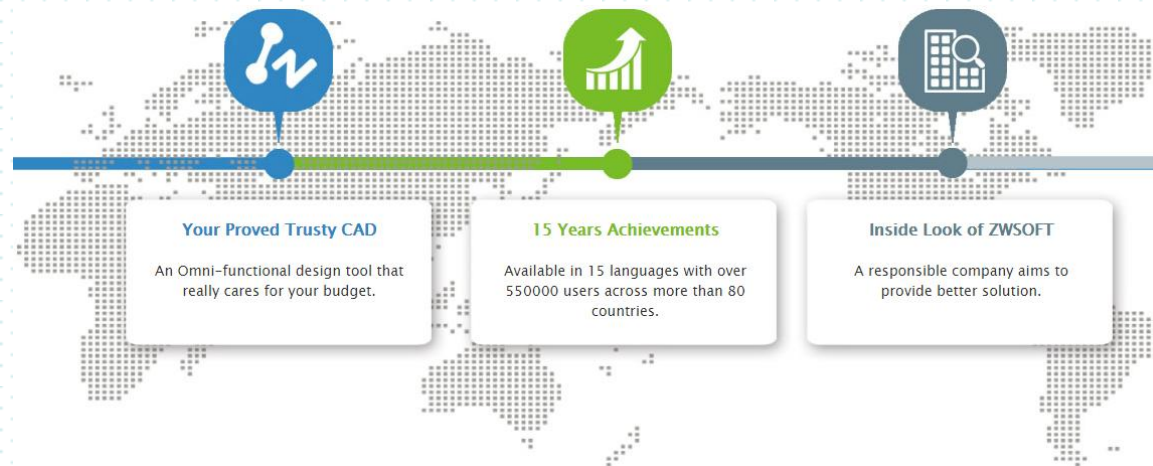 Your Proved Trusty CAD
An Omni-functional design tool that
really cares for your budget.
15 Years Achievements
Available in 15 languages with over
550000 users across more than 80
countries.
Inside Look of ZWSOFT
A responsible company aims to
provide better solution.